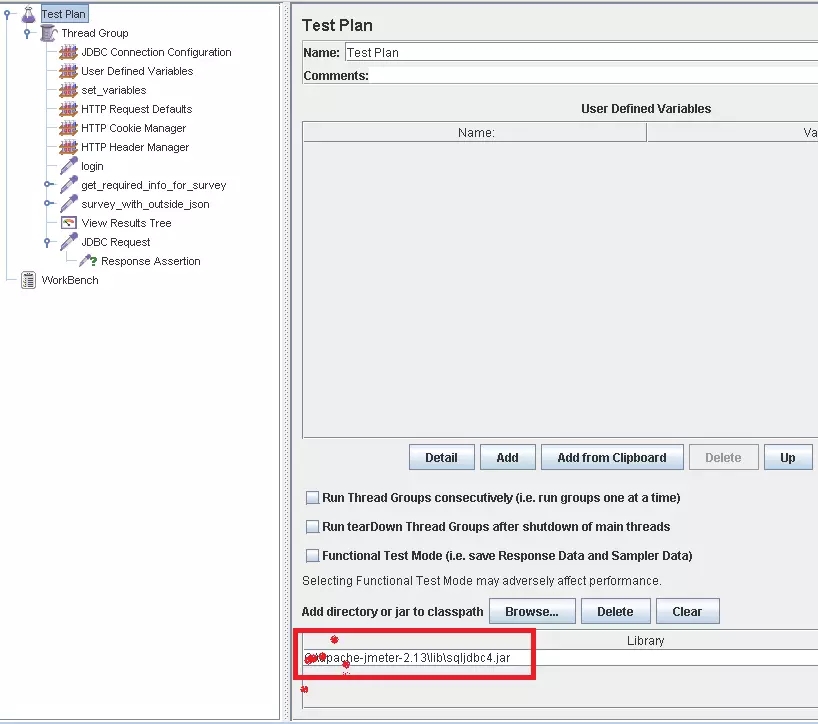 Test Plan
Thread Group
JDBC Connection Configuration
User Defined Variables
set_variables
HTTP Request Defaults
HTTP Cookie Manager
HTTP Header Manager
login
get_required_info_for_survey
survey_with_outside_json
View Results Tree
JDBC Request
Response Assertion
WorkBench
Test Plan
Name: Test Plan
Comments:
User Defined Variables
Name: Va
Detail Add Add from Clipboard Delete Up
Run Thread Groups consecutively (i.e. run groups one at a time)
Run tearDown Thread Groups after shutdown of main threads
Functional Test Mode (i.e. save Response Data and Sampler Data)
Selecting Functional Test Mode may adversely affect performance.
Add directory or jar to classpath Browse... Delete Clear
Library
pache-jmeter-2.13\lib\sqljdbc4.jar